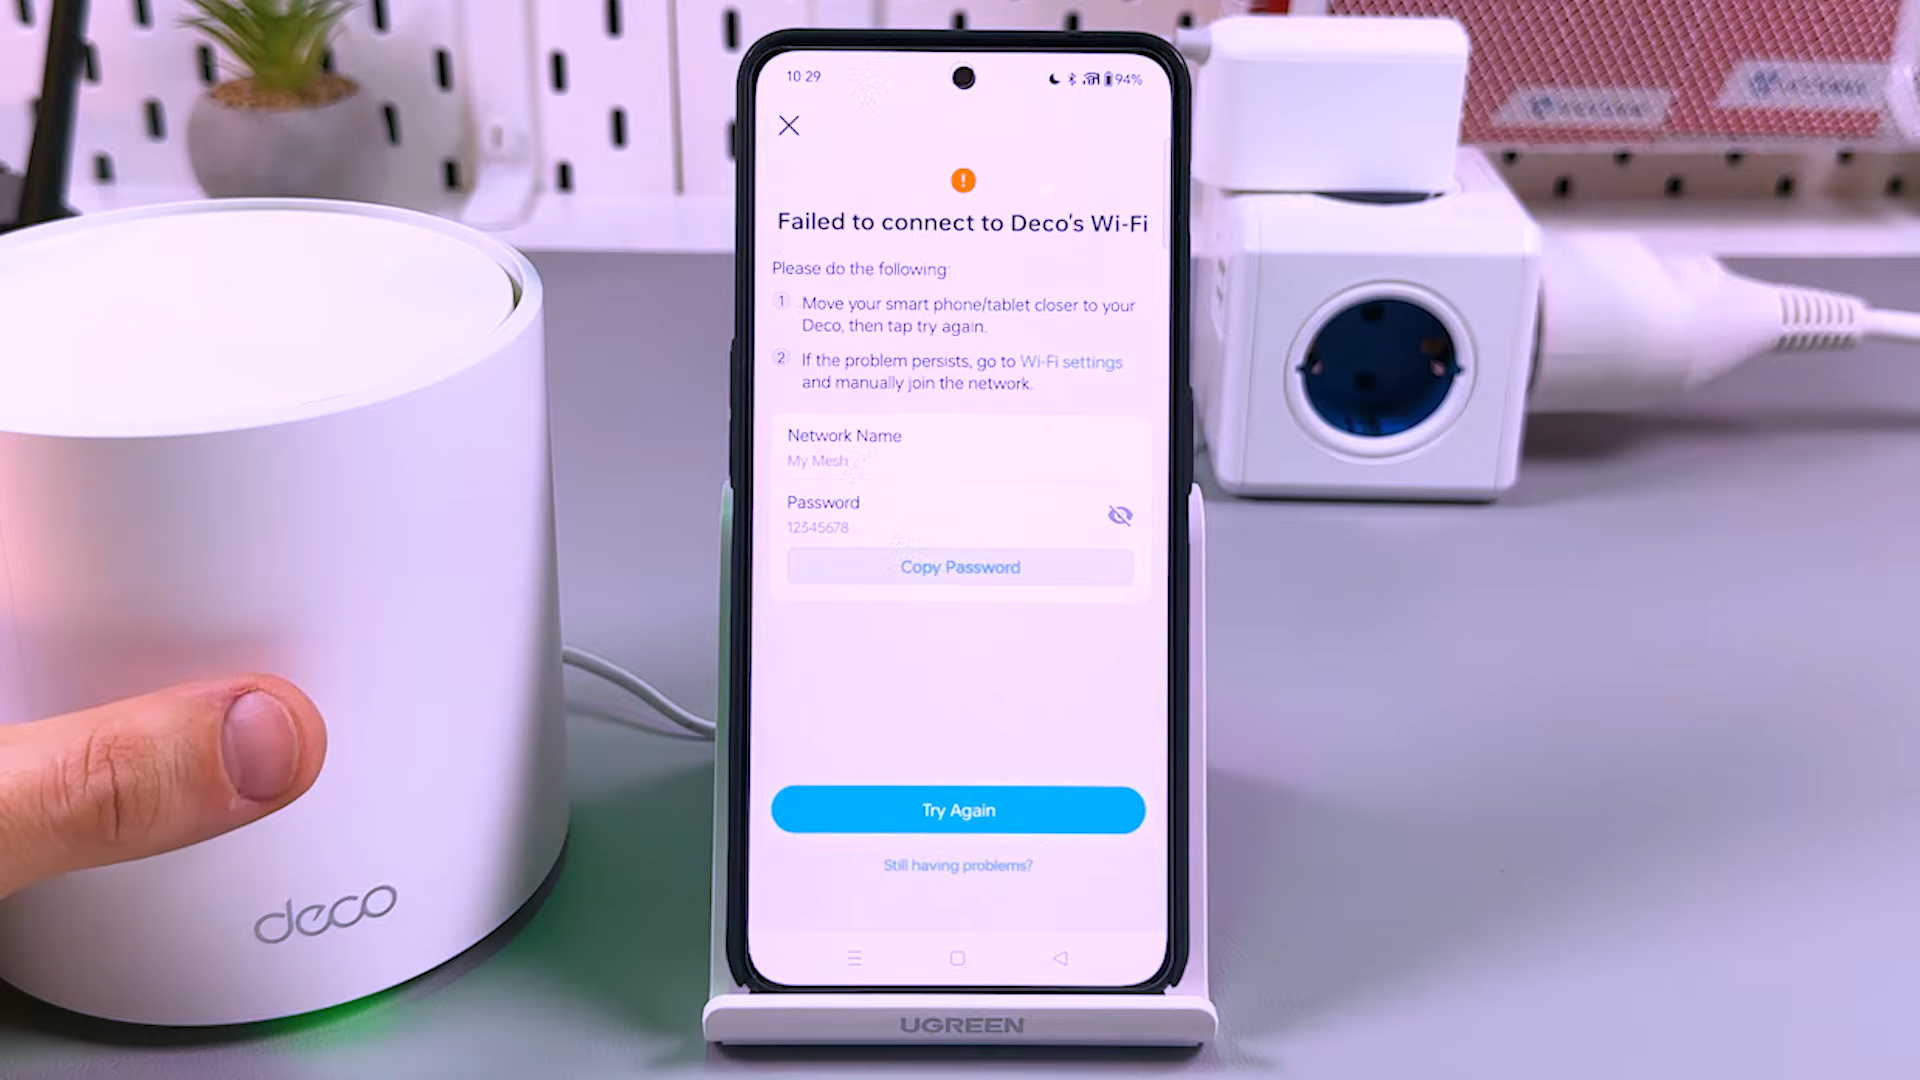 10 29
94%
Failed to connect to Deco's Wi-Fi
Please do the following:
1 Move your smart phone/tablet closer to your
Deco, then tap try again.
2 If the problem persists, go to Wi-Fi settings
and manually join the network.
Network Name
My Mesh
Password
12345678
Copy Password
Try Again
Still having problems?
deco
UGREEN